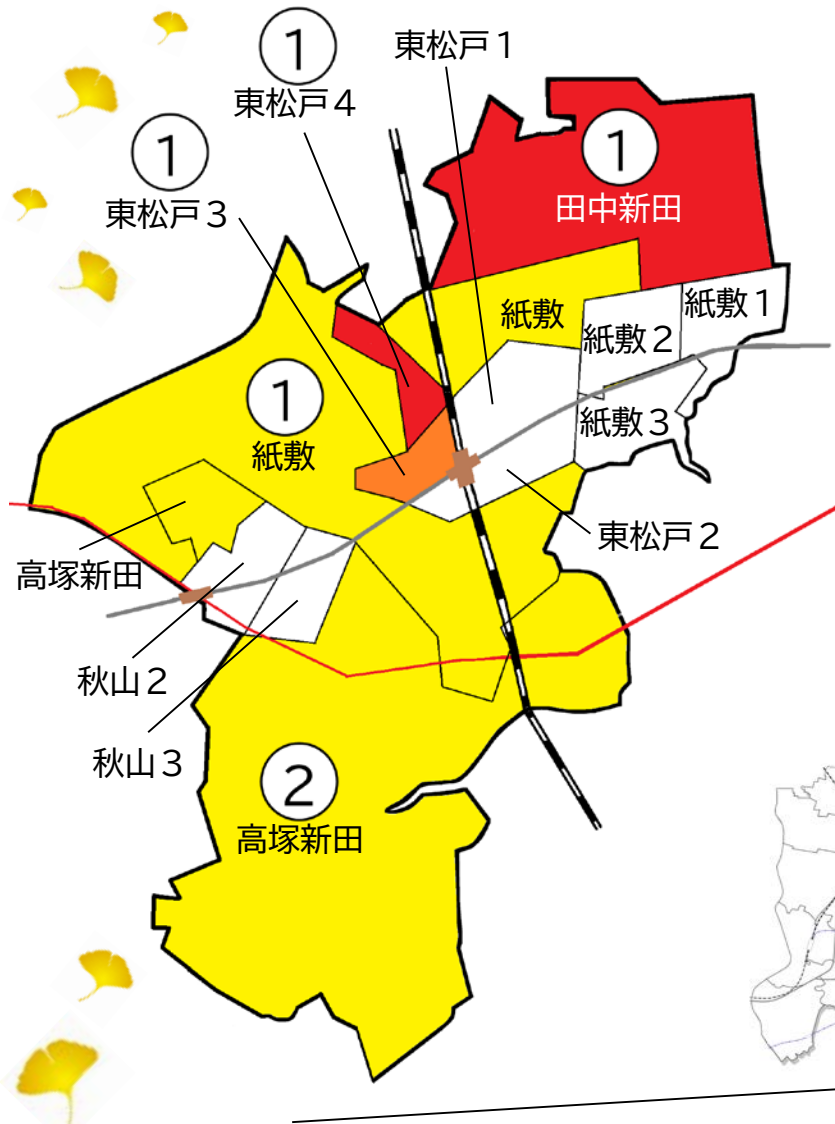 ①
東松戸１
東松戸４
①
東松戸３
①
田中新田
紙敷
紙敷１
紙敷２
①
紙敷
紙敷３
高塚新田
東松戸２
秋山２
秋山３
②
高塚新田